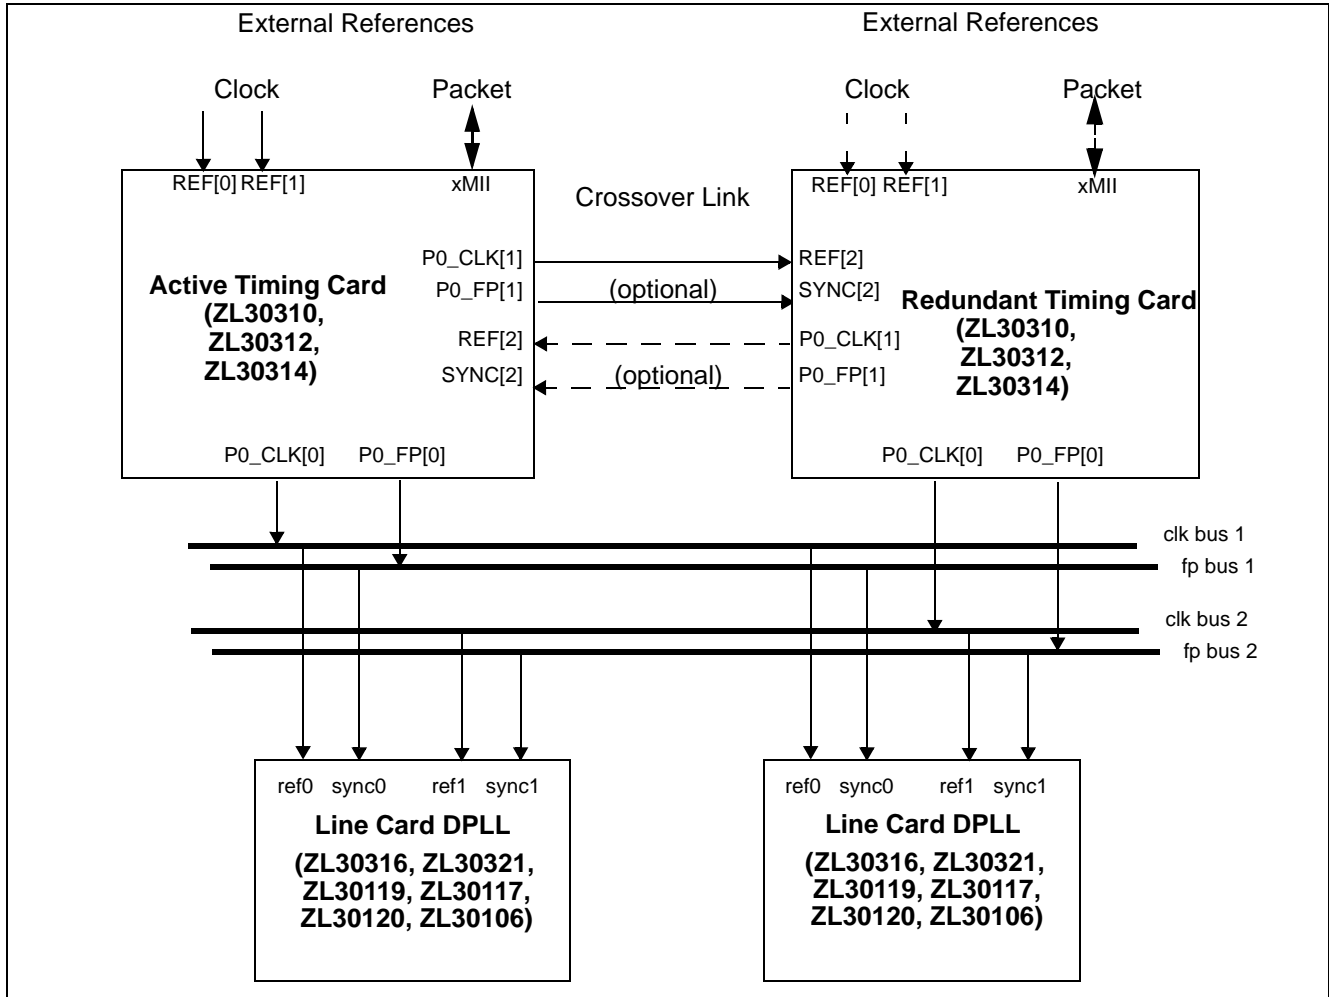 External References
External References
Clock
Packet
Clock
Packet
REF[0] REF[1]
xMII
REF[0] REF[1]
xMII
Crossover Link
P0_CLK[1]
REF[2]
P0_FP[1]
(optional)
SYNC[2]
REF[2]
P0_CLK[1]
SYNC[2]
(optional)
P0_FP[1]
Active Timing Card
(ZL30310,
ZL30312,
ZL30314)
Redundant Timing Card
(ZL30310,
ZL30312,
ZL30314)
P0_CLK[0]
P0_FP[0]
P0_CLK[0]
P0_FP[0]
clk bus 1
fp bus 1
clk bus 2
fp bus 2
ref0 sync0 ref1 sync1
Line Card DPLL
(ZL30316, ZL30321,
ZL30119, ZL30117,
ZL30120, ZL30106)
ref0 sync0 ref1 sync1
Line Card DPLL
(ZL30316, ZL30321,
ZL30119, ZL30117,
ZL30120, ZL30106)